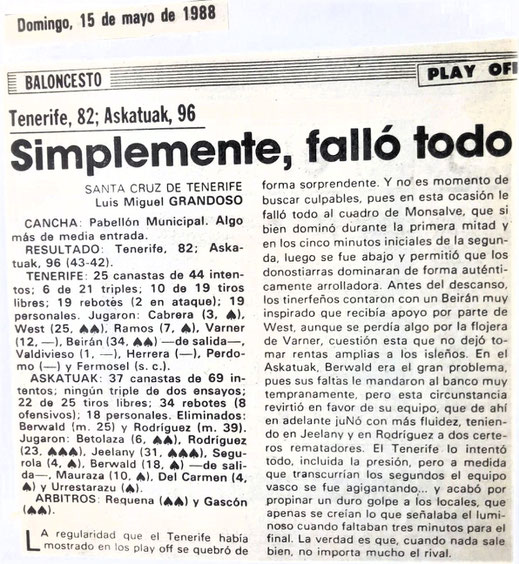 Domingo, 15 de mayo de 1988
BALONCESTO
PLAY OFF
Tenerife, 82; Askatuak, 96
Simplemente, falló todo
SANTA CRUZ DE TENERIFE
Luis Miguel GRANDOSO
CANCHA: Pabellón Municipal. Algo
más de media entrada.
RESULTADO: Tenerife, 82; Aska-
tuak, 96 (43-42).
TENERIFE: 25 canastas de 44 inten-
tos; 6 de 21 triples; 10 de 19 tiros
libres; 19 rebotes (2 en ataque); 19
personales. Jugaron: Cabrera (3, ♠),
West (25, ♠♠), Ramos (7, ♠), Varner
(12, —), Beirán (34, ♠♠) —de salida—,
Valdivieso (1, —), Herrera (—), Perdo-
mo (—) y Fermosel (s. c.).
ASKATUAK: 37 canastas de 69 in-
tentos; ningún triple de dos ensayos;
22 de 25 tiros libres; 34 rebotes (8
ofensivos); 18 personales. Eliminados:
Berwald (m. 25) y Rodríguez (m. 39).
Jugaron: Betolaza (6, ♠♠), Rodríguez
(23, ♠♠♠), Jeelany (31, ♠♠♠), Segu-
rola (4, ♠), Berwald (18, ♠) —de sali-
da—, Mauraza (10, ♠), Del Carmen (4,
♠) y Urrestarazu (♠).
ARBITROS: Requena (♠♠) y Gascón
(♠♠).
LA regularidad que el Tenerife había
mostrado en los play off se quebró de
forma sorprendente. Y no es momento de
buscar culpables, pues en esta ocasión le
falló todo al cuadro de Monsalve, que si
bien dominó durante la primera mitad y
en los cinco minutos iniciales de la segun-
da, luego se fue abajo y permitió que los
donostiarras dominaran de forma auténti-
camente arrolladora. Antes del descanso,
los tinerfeños contaron con un Beirán muy
inspirado que recibía apoyo por parte de
West, aunque se perdía algo por la flojera
de Varner, cuestión esta que no dejó to-
mar rentas amplias a los isleños. En el
Askatuak, Berwald era el gran problema,
pues sus faltas le mandaron al banco muy
tempranamente, pero esta circunstancia
revirtió en favor de su equipo, que de ahí
en adelante juÑó con más fluidez, tenien-
do en Jeelany y en Rodríguez a dos certe-
ros rematadores. El Tenerife lo intentó
todo, incluida la presión, pero a medida
que transcurrían los segundos el equipo
vasco se fue agigantando... y acabó por
propinar un duro golpe a los locales, que
apenas se creían lo que señalaba el lumi-
noso cuando faltaban tres minutos para el
final. La verdad es que, cuando nada sale
bien, no importa mucho el rival.